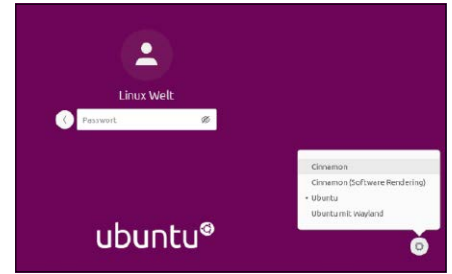 Linux Welt
Passwort
Cinnamon
Cinnamon (Software Rendering)
Ubuntu
Ubuntu mit Wayland
ubuntu